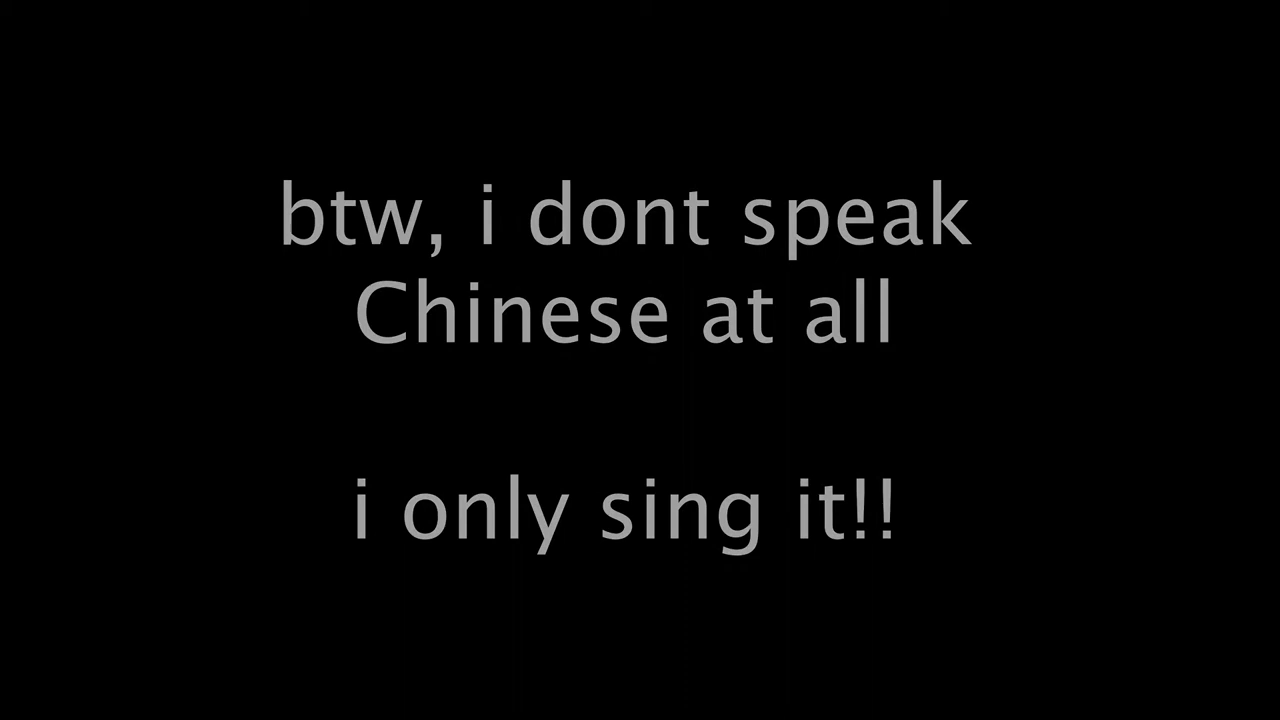 btw, i dont speak
Chinese at all
i only sing it!!